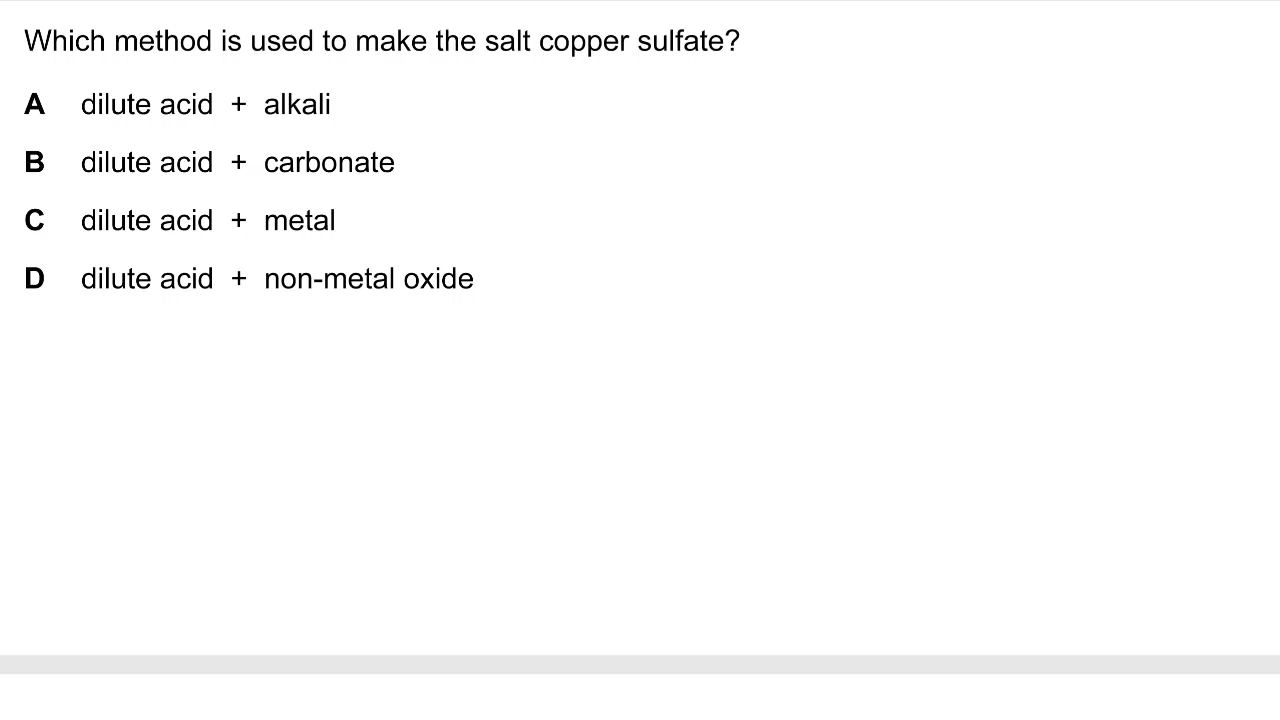 Which method is used to make the salt copper sulfate?
A dilute acid + alkali
B dilute acid + carbonate
C dilute acid + metal
D dilute acid + non-metal oxide